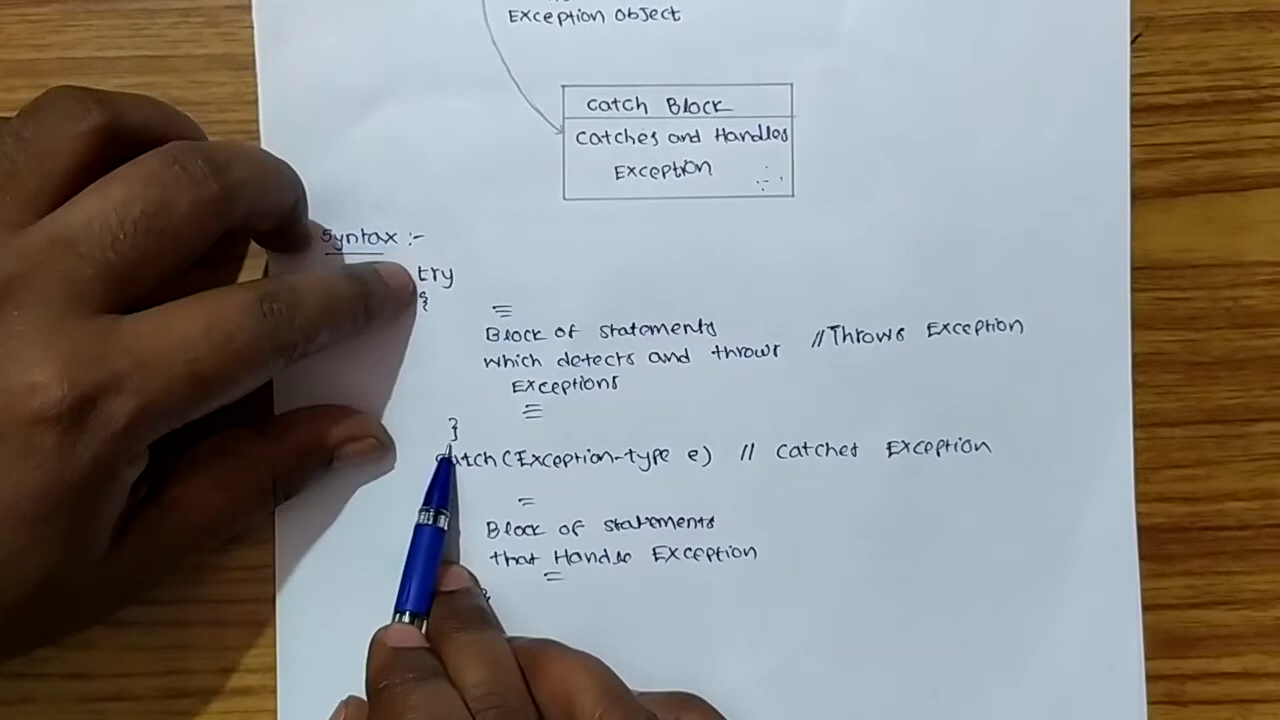 Exception Object
Catch Block
Catches and Handles
Exception
Syntax :-
try
{
Block of statements
which detects and throws //Throws Exception
Exceptions
}
catch(Exception-type e) // catches Exception
Block of statements
that Handle Exception
}